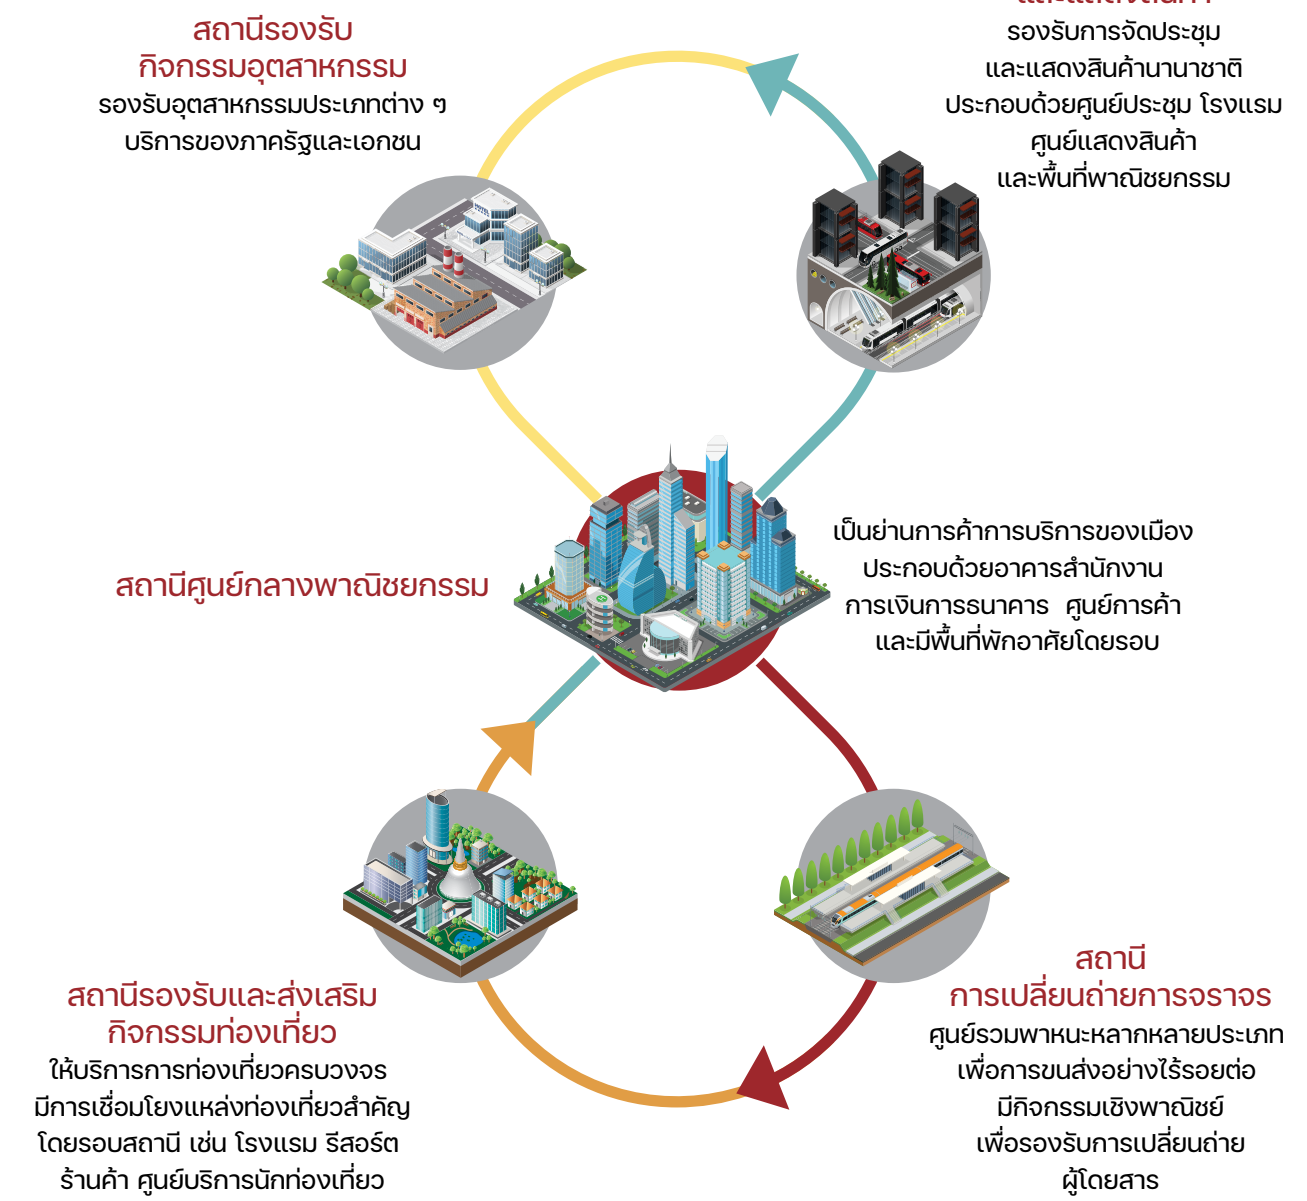 สถานีรองรับ
กิจกรรมอุตสาหกรรม
รองรับอุตสาหกรรมประเภทต่าง ๆ
บริการของภาครัฐและเอกชน
และแสดงสินค้า
รองรับการจัดประชุม
และแสดงสินค้านานาชาติ
ประกอบด้วยศูนย์ประชุม โรงแรม
ศูนย์แสดงสินค้า
และพื้นที่พาณิชยกรรม
HOTEL
สถานีศูนย์กลางพาณิชยกรรม
เป็นย่านการค้าการบริการของเมือง
ประกอบด้วยอาคารสำนักงาน
การเงินการธนาคาร ศูนย์การค้า
และมีพื้นที่พักอาศัยโดยรอบ
สถานีรองรับและส่งเสริม
กิจกรรมท่องเที่ยว
ให้บริการการท่องเที่ยวครบวงจร
มีการเชื่อมโยงแหล่งท่องเที่ยวสำคัญ
โดยรอบสถานี เช่น โรงแรม รีสอร์ต
ร้านค้า ศูนย์บริการนักท่องเที่ยว
สถานี
การเปลี่ยนถ่ายการจราจร
ศูนย์รวมพาหนะหลากหลายประเภท
เพื่อการขนส่งอย่างไร้รอยต่อ
มีกิจกรรมเชิงพาณิชย์
เพื่อรองรับการเปลี่ยนถ่าย
ผู้โดยสาร